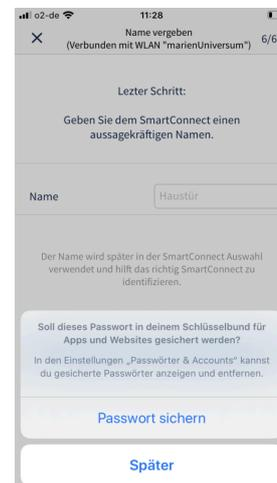 o2-de 11:28
Name vergeben
(Verbunden mit WLAN "marienUniversum") 6/6
Lezter Schritt:
Geben Sie dem SmartConnect einen
aussagekräftigen Namen.
Name Haustür
Der Name wird später in der SmartConnect Auswahl
verwendet und hilft das richtig SmartConnect zu
identifizieren.
Soll dieses Passwort in deinem Schlüsselbund für
Apps und Websites gesichert werden?
In den Einstellungen „Passwörter & Accounts“ kannst
du gesicherte Passwörter anzeigen und entfernen.
Passwort sichern
Später